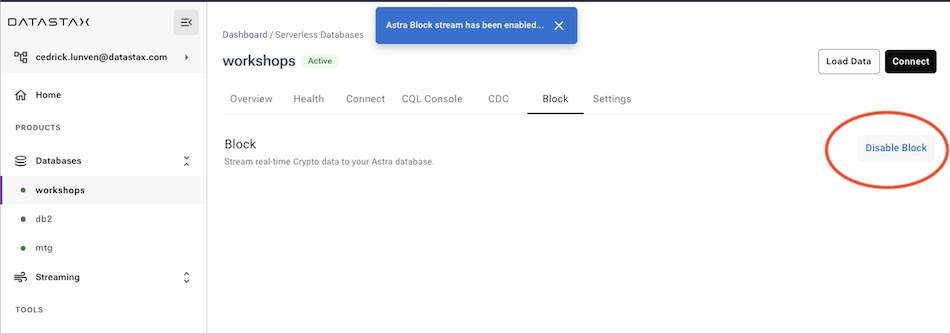 DATASTAX
Astra Block stream has been enabled...
cedrick.lunven@datastax.com
Home
PRODUCTS
Databases
workshops
db2
mtg
Streaming
TOOLS
Dashboard / Serverless Databases
workshops Active
Load Data Connect
Overview Health Connect CQL Console CDC Block Settings
Block
Stream real-time Crypto data to your Astra database.
Disable Block